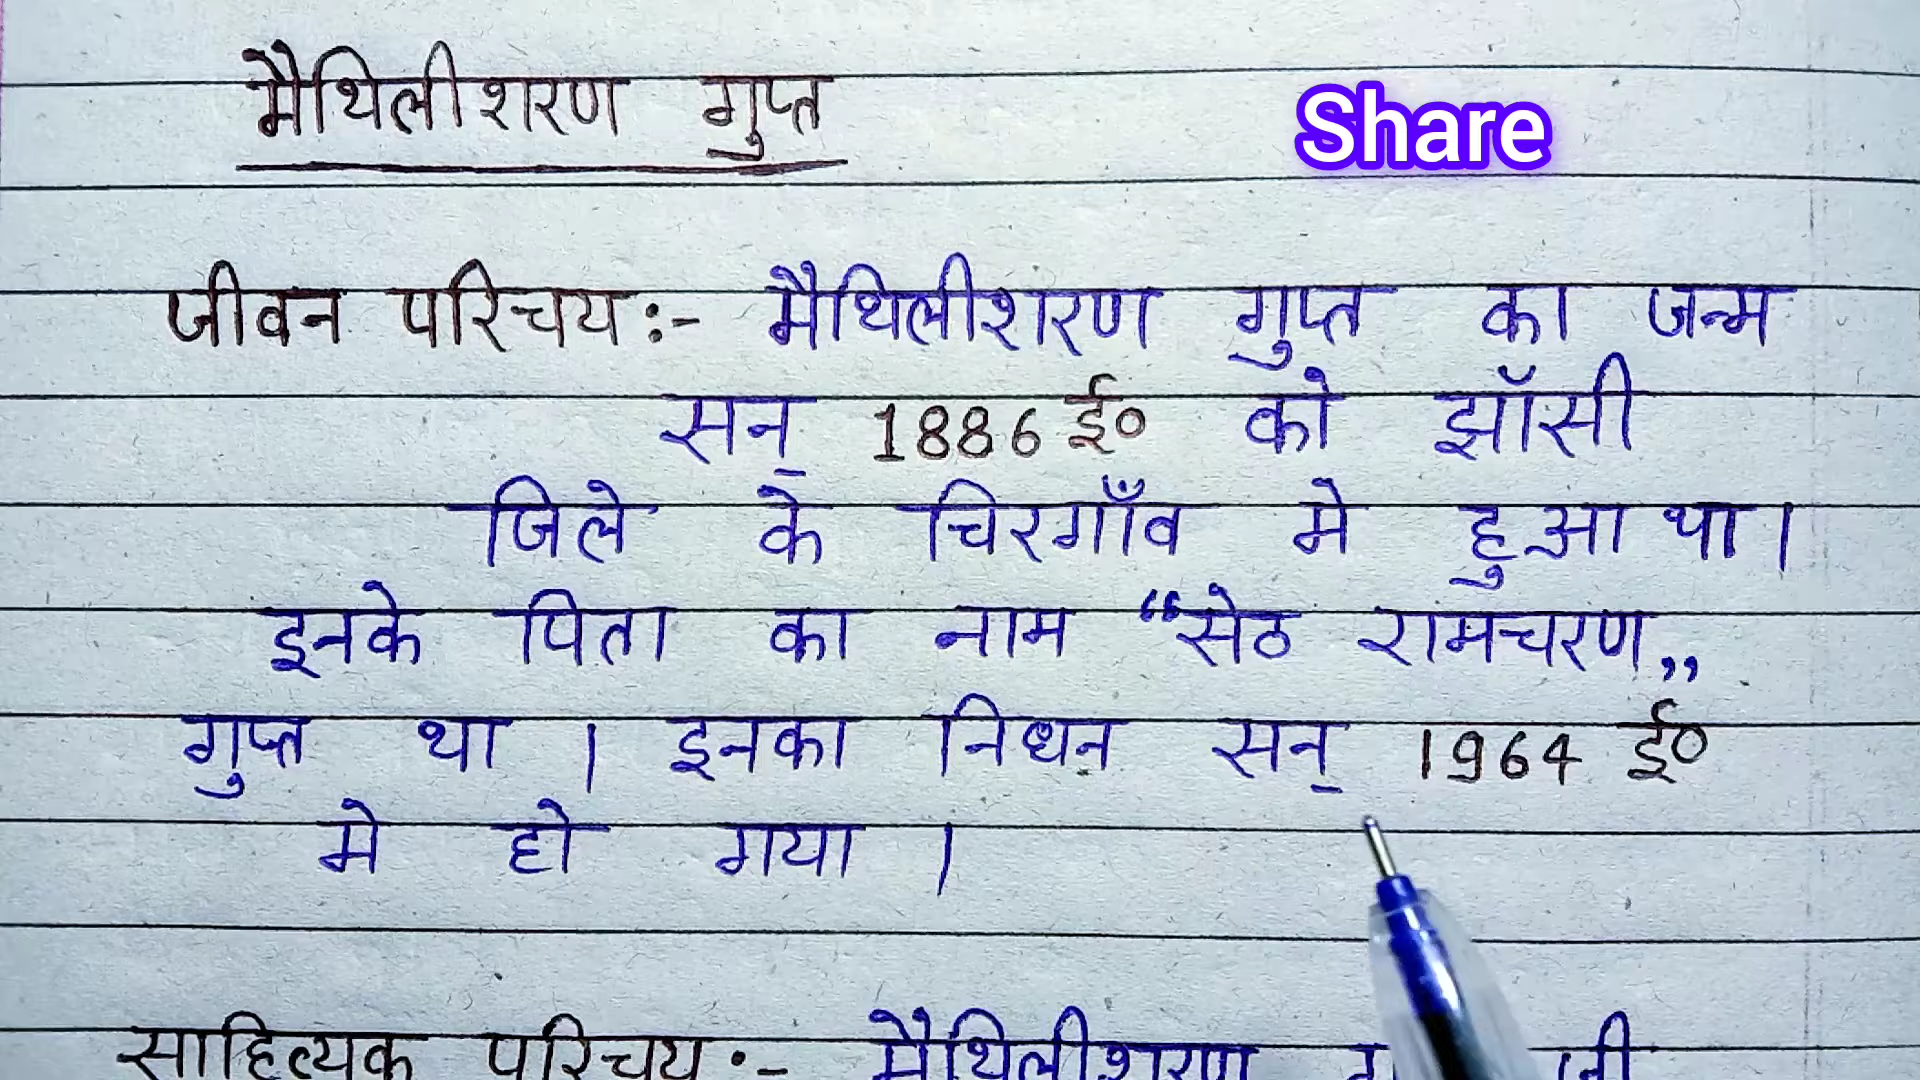 मैथिलीशरण गुप्त
Share
जीवन परिचय :- मैथिलीशरण गुप्त का जन्म
सन् 1886 ई० को झॉसी
जिले के चिरगाँव मे हुआ था।
इनके पिता का नाम “सेठ रामचरण,,
गुप्त था । इनका निधन सन् 1964 ई०
मे हो गया ।
साहित्यक परिचय :- मैथिलीशरण